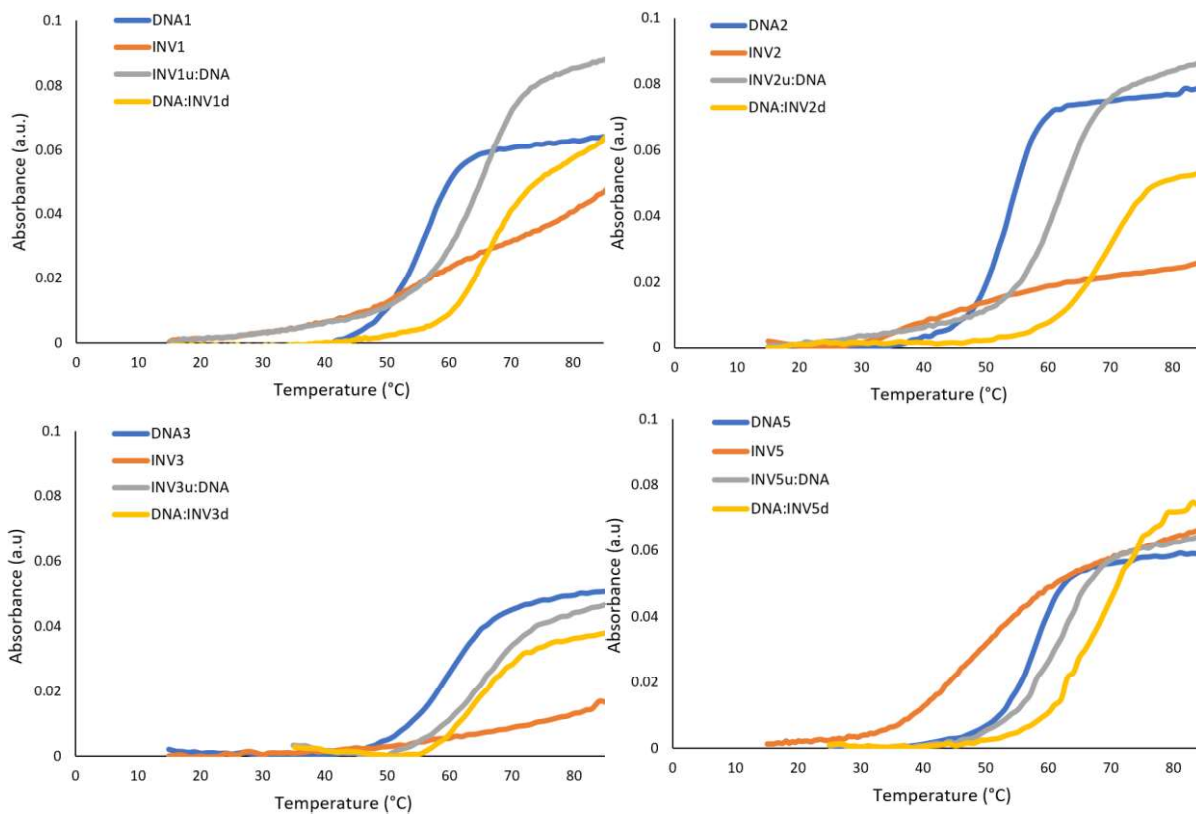 0.1
DNA1
INV1
INV1u:DNA
DNA:INV1d
0.08
0.06
0.04
0.02
0
Absorbance (a.u.)
0 10 20 30 40 50 60 70 80
Temperature (°C)
0.1
DNA2
INV2
INV2u:DNA
DNA:INV2d
0.08
0.06
0.04
0.02
0
Absorbance (a.u)
0 10 20 30 40 50 60 70 80
Temperature (°C)
0.1
DNA3
INV3
INV3u:DNA
DNA:INV3d
0.08
0.06
0.04
0.02
0
Absorbance (a.u)
0 10 20 30 40 50 60 70 80
Temperature (°C)
0.1
DNA5
INV5
INV5u:DNA
DNA:INV5d
0.08
0.06
0.04
0.02
0
Absorbance (a.u)
0 10 20 30 40 50 60 70 80
Temperature (°C)